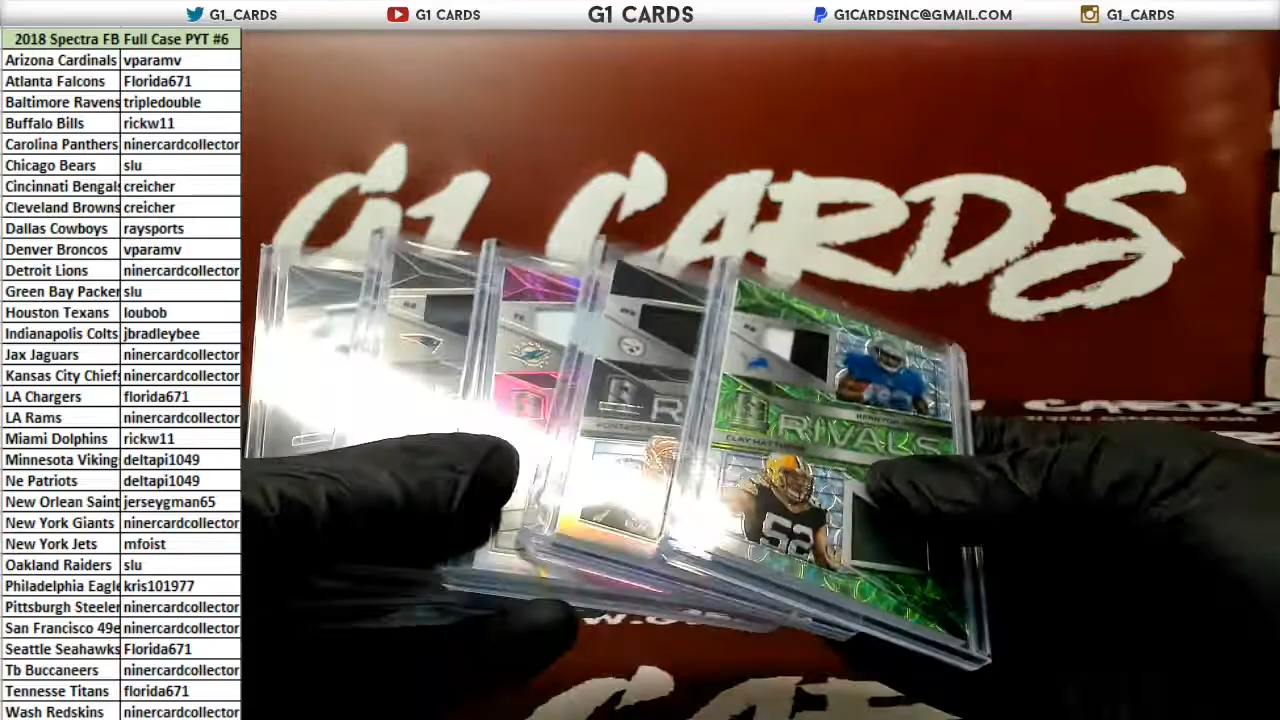 G1_CARDS
G1 CARDS
G1 CARDS
G1CARDSINC@GMAIL.COM
G1_CARDS
2018 Spectra FB Full Case PYT #6
Arizona Cardinals vparamv
Atlanta Falcons Florida671
Baltimore Ravens tripledouble
Buffalo Bills rickw11
Carolina Panthers ninercardcollector
Chicago Bears slu
Cincinnati Bengals creicher
Cleveland Browns creicher
Dallas Cowboys raysports
Denver Broncos vparamv
Detroit Lions ninercardcollector
Green Bay Packer slu
Houston Texans loubob
Indianapolis Colts jbradleybee
Jax Jaguars ninercardcollector
Kansas City Chiefs ninercardcollector
LA Chargers florida671
LA Rams ninercardcollector
Miami Dolphins rickw11
Minnesota Viking deltapi1049
Ne Patriots deltapi1049
New Orlean Saint jerseygman65
New York Giants ninercardcollector
New York Jets mfoist
Oakland Raiders slu
Philadelphia Eagle kris101977
Pittsburgh Steeler ninercardcollector
San Francisco 49e ninercardcollector
Seattle Seahawks Florida671
Tb Buccaneers ninercardcollector
Tennesse Titans florida671
Wash Redskins ninercardcollector
G1 CARDS
RIVALS
CLAY MATT
52
CARDS